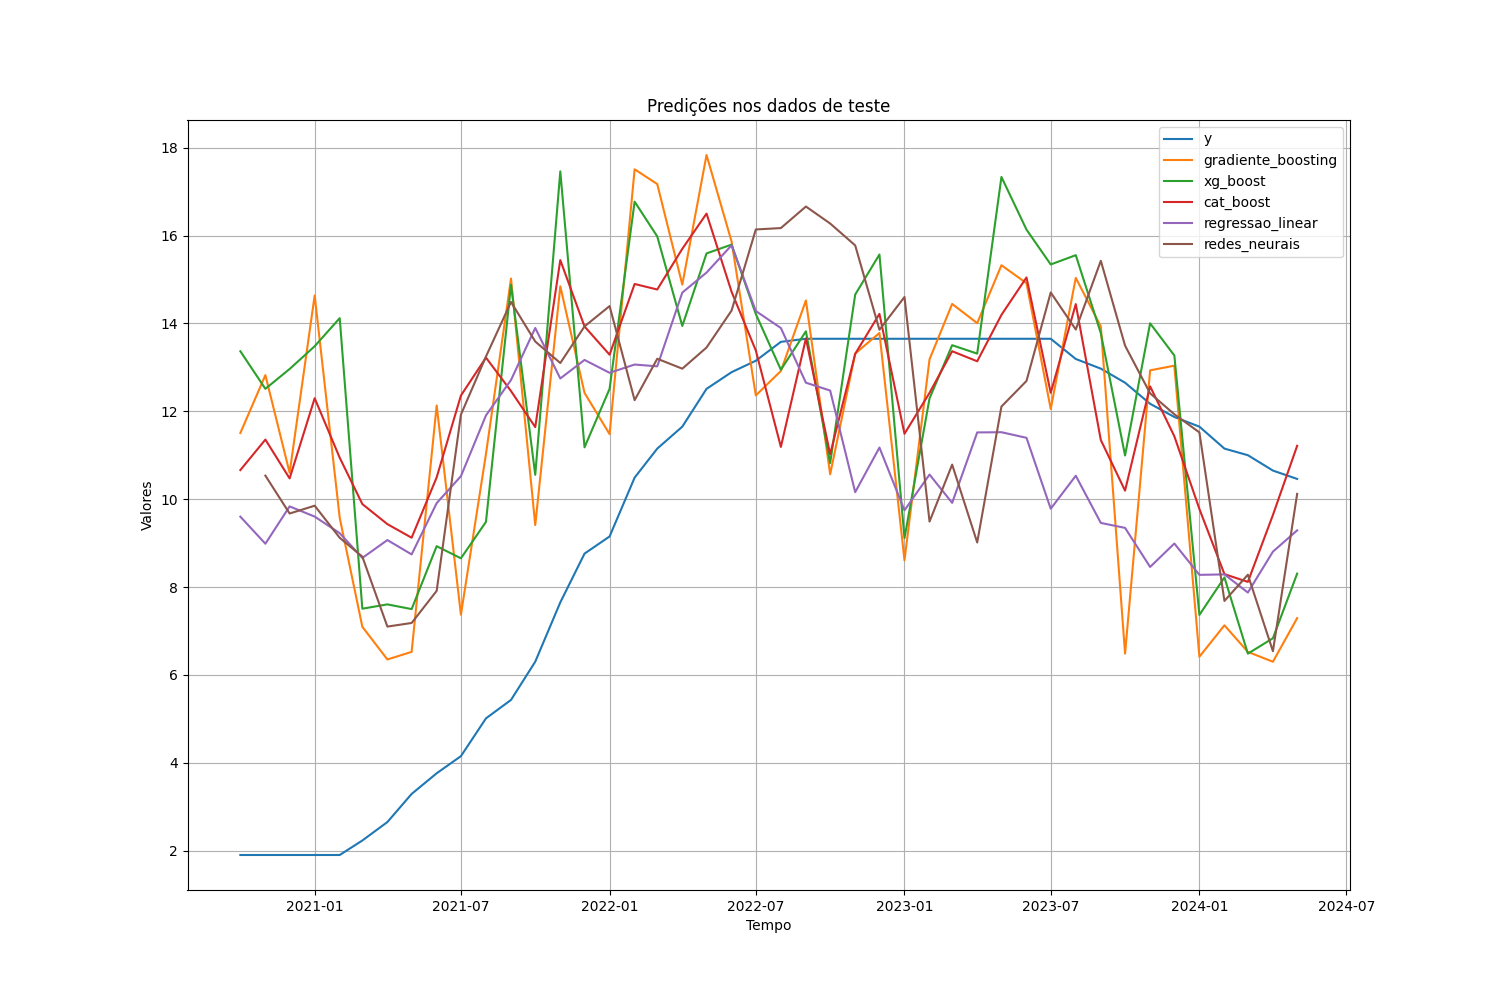 Predições nos dados de teste
y
gradiente_boosting
xg_boost
cat_boost
regressao_linear
redes_neurais
Valores
18
16
14
12
10
8
6
4
2
2021-01
2021-07
2022-01
2022-07
2023-01
2023-07
2024-01
2024-07
Tempo